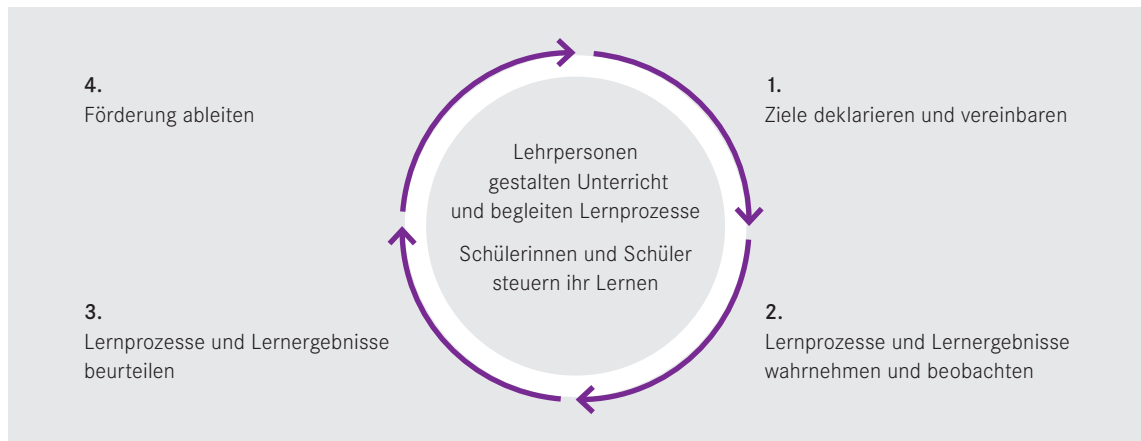 4.
Förderung ableiten
1.
Ziele deklarieren und vereinbaren
Lehrpersonen
gestalten Unterricht
und begleiten Lernprozesse
Schülerinnen und Schüler
steuern ihr Lernen
3.
Lernprozesse und Lernergebnisse
beurteilen
2.
Lernprozesse und Lernergebnisse
wahrnehmen und beobachten